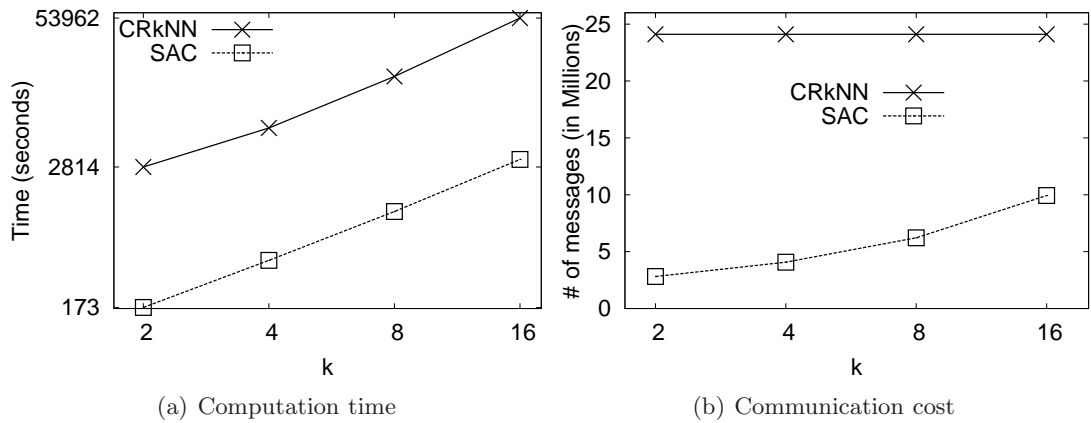 53962
2814
173
Time (seconds)
CRkNN
SAC
2 4 8 16
k
(a) Computation time
25
20
15
10
5
0
# of messages (in Millions)
CRkNN
SAC
2 4 8 16
k
(b) Communication cost